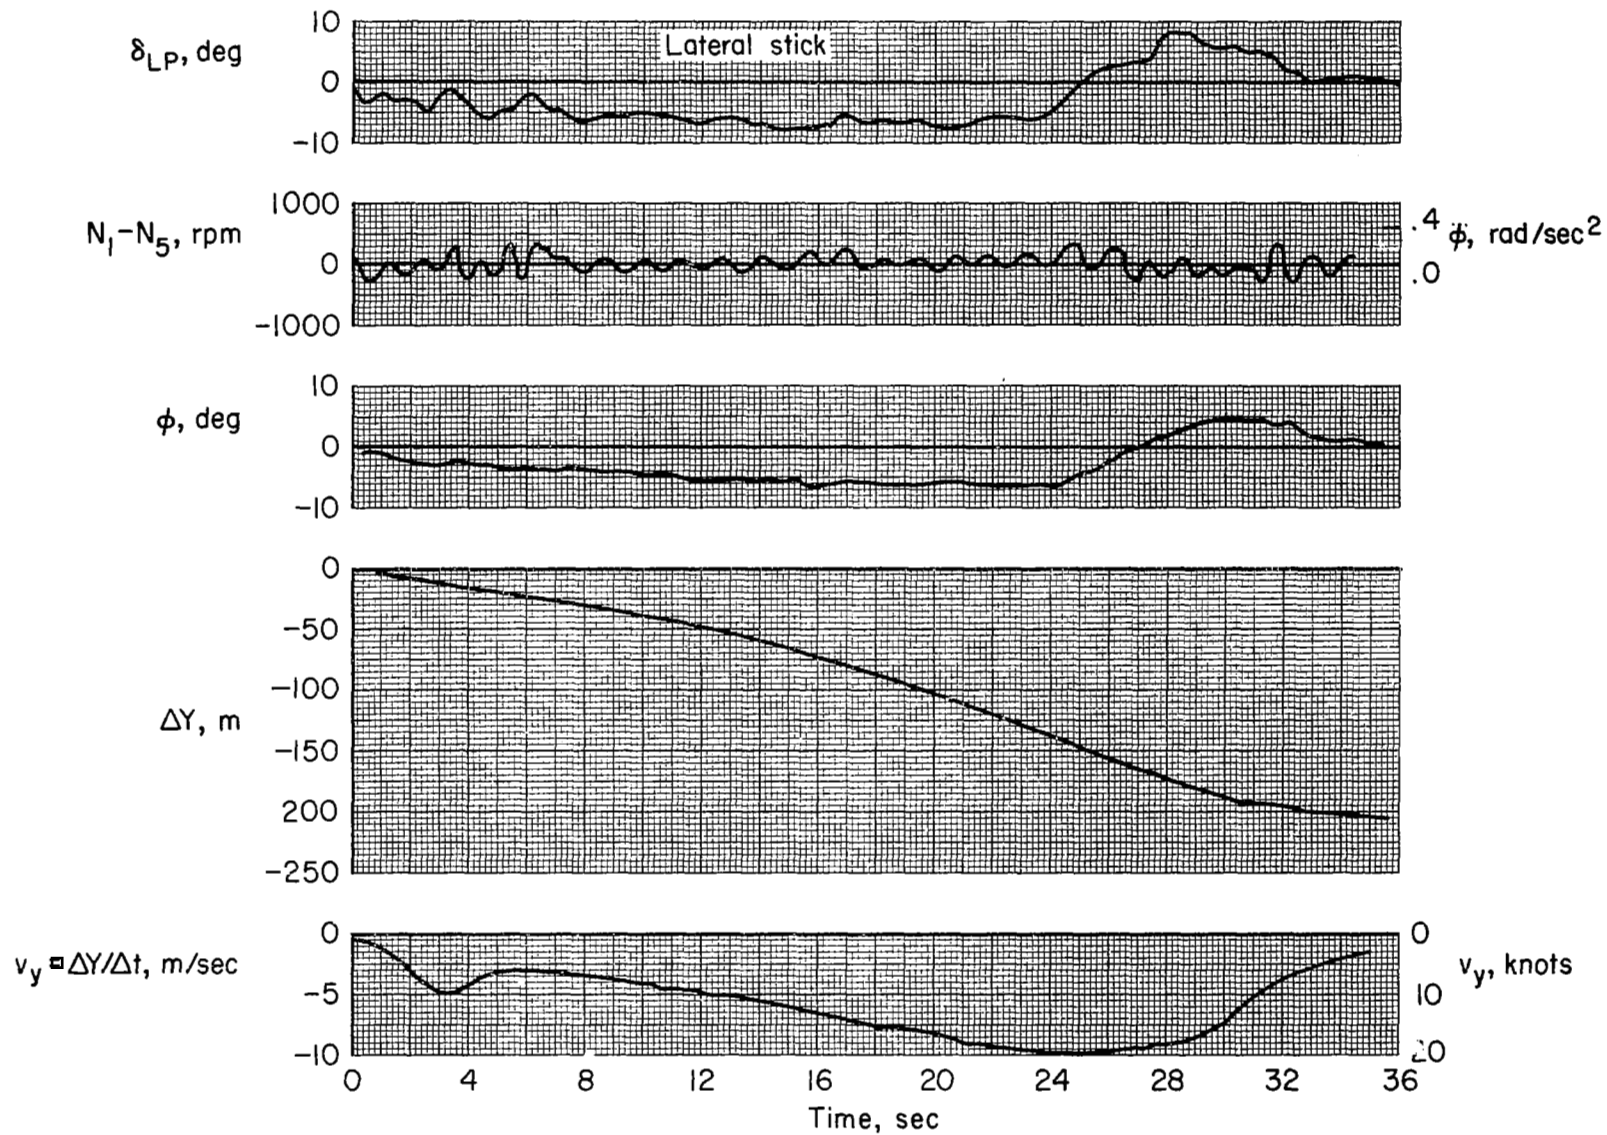 10
δLP, deg
Lateral stick
0
−10
1000
N1−N5, rpm
.4
φ̈, rad/sec2
0
.0
−1000
10
φ, deg
0
−10
0
−50
−100
ΔY, m
−150
200
−250
0
0
vy = ΔY/Δt, m/sec
vy, knots
−5
10
−10
20
0 4 8 12 16 20 24 28 32 36
Time, sec